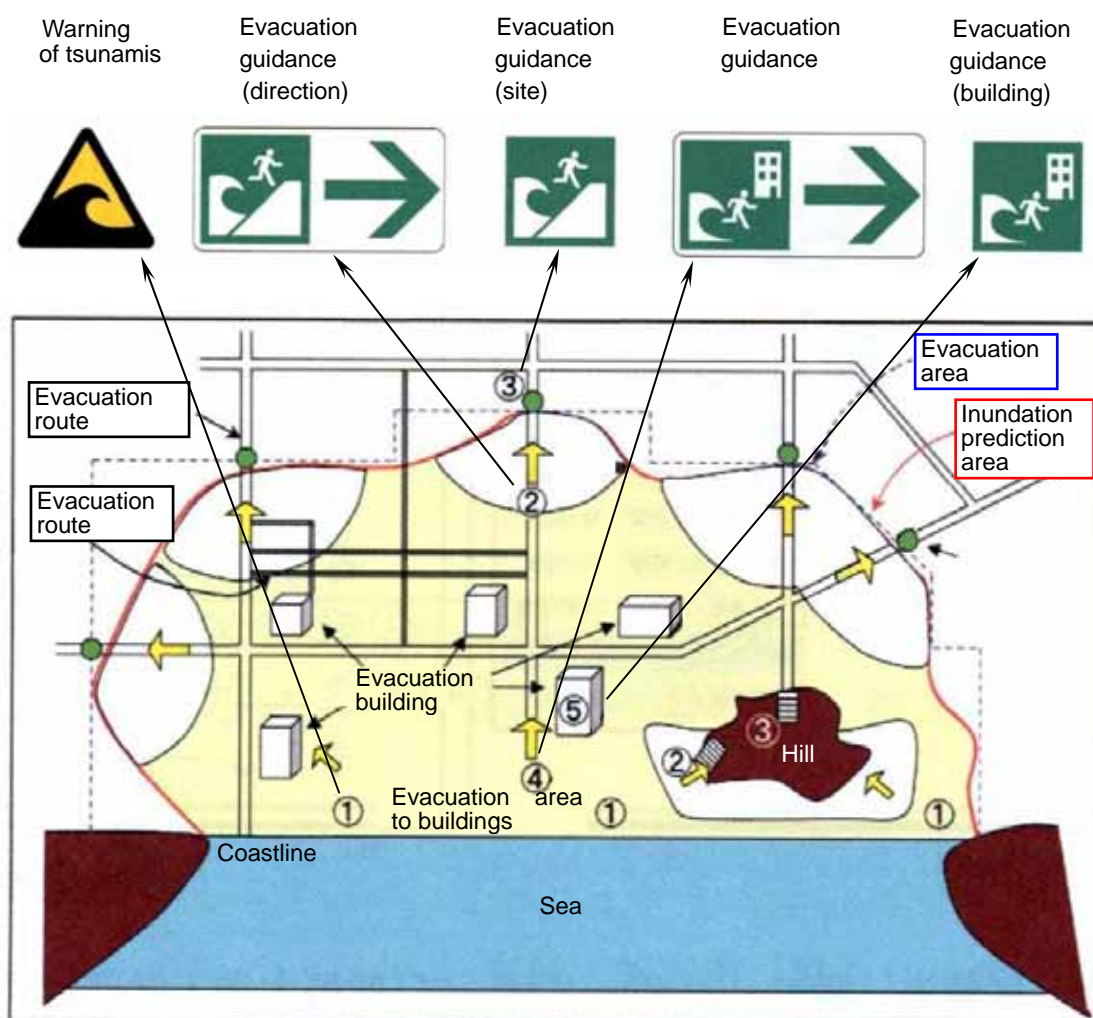 Warning
of tsunamis
Evacuation
guidance
(direction)
Evacuation
guidance
(site)
Evacuation
guidance
Evacuation
guidance
(building)
Evacuation
area
Evacuation
route
Inundation
prediction
area
Evacuation
route
③
②
Evacuation
building
⑤
③
Hill
②
④
①
Evacuation area
to buildings
①
①
Coastline
Sea